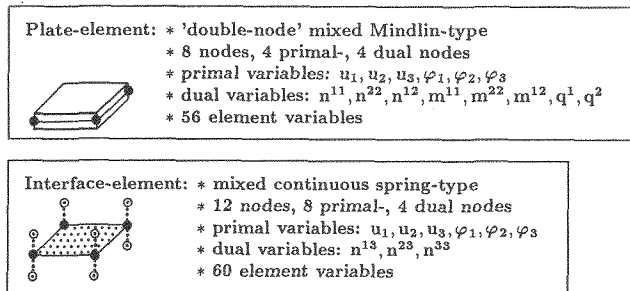 Plate-element: * 'double-node' mixed Mindlin-type
* 8 nodes, 4 primal-, 4 dual nodes
* primal variables: u₁, u₂, u₃, φ₁, φ₂, φ₃
* dual variables: n¹¹, n²², n¹², m¹¹, m²², m¹², q¹, q²
* 56 element variables
Interface-element: * mixed continuous spring-type
* 12 nodes, 8 primal-, 4 dual nodes
* primal variables: u₁, u₂, u₃, φ₁, φ₂, φ₃
* dual variables: n¹³, n²³, n³³
* 60 element variables